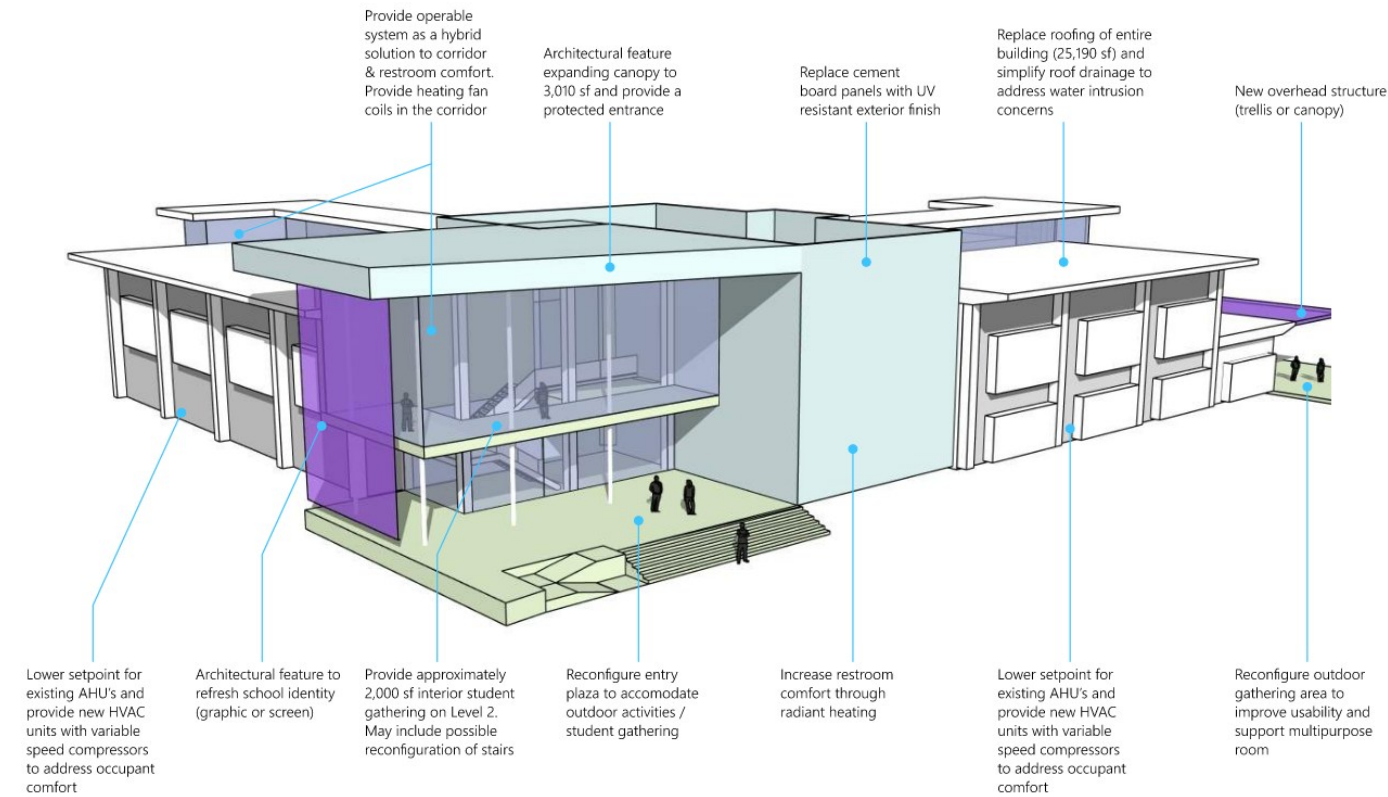 Provide operable
system as a hybrid
solution to corridor
& restroom comfort.
Provide heating fan
coils in the corridor
Architectural feature
expanding canopy to
3,010 sf and provide a
protected entrance
Replace cement
board panels with UV
resistant exterior finish
Replace roofing of entire
building (25,190 sf) and
simplify roof drainage to
address water intrusion
concerns
New overhead structure
(trellis or canopy)
Lower setpoint for
existing AHU's and
provide new HVAC
units with variable
speed compressors
to address occupant
comfort
Architectural feature to
refresh school identity
(graphic or screen)
Provide approximately
2,000 sf interior student
gathering on Level 2.
May include possible
reconfiguration of stairs
Reconfigure entry
plaza to accomodate
outdoor activities /
student gathering
Increase restroom
comfort through
radiant heating
Lower setpoint for
existing AHU's and
provide new HVAC
units with variable
speed compressors
to address occupant
comfort
Reconfigure outdoor
gathering area to
improve usability and
support multipurpose
room